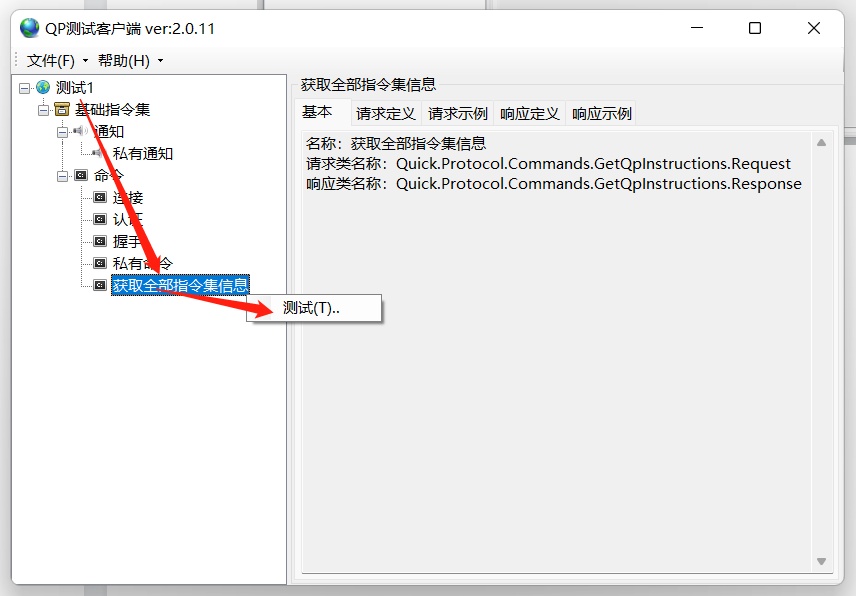 QP测试客户端 ver:2.0.11
文件(F) 帮助(H)
测试1
基础指令集
通知
私有通知
命令
连接
认证
握手
私有命令
获取全部指令集信息
测试(T)..
获取全部指令集信息
基本 请求定义 请求示例 响应定义 响应示例
名称：获取全部指令集信息
请求类名称：Quick.Protocol.Commands.GetQpInstructions.Request
响应类名称：Quick.Protocol.Commands.GetQpInstructions.Response